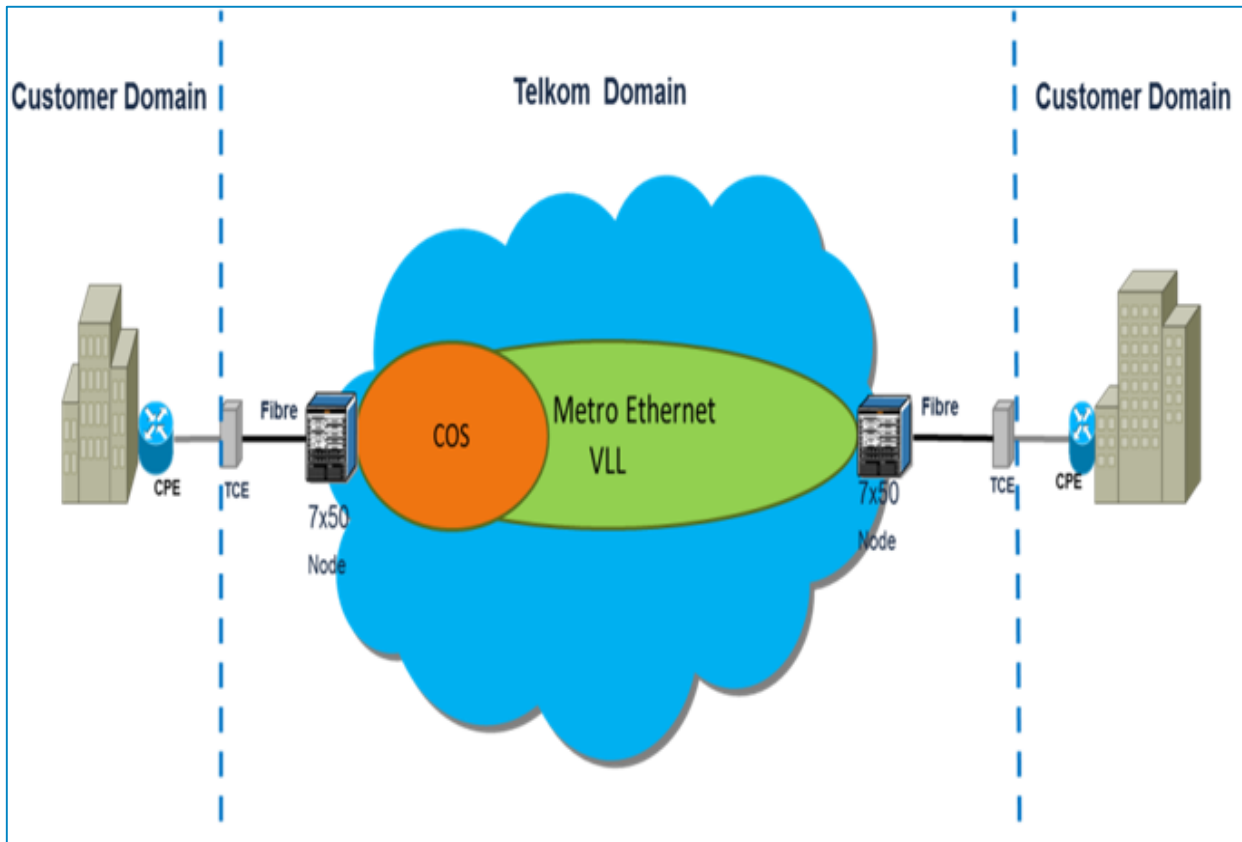 Customer Domain
Telkom Domain
Customer Domain
Fibre
Fibre
COS
Metro Ethernet
VLL
CPE
TCE
7x50
Node
7x50
Node
TCE
CPE